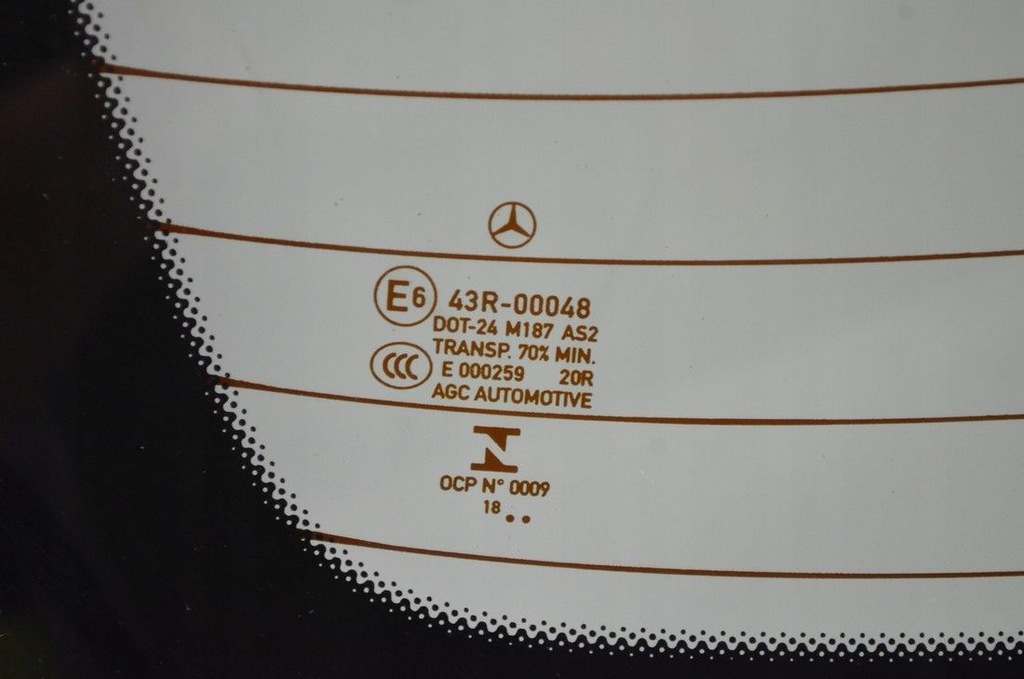 E6 43R-00048
DOT-24 M187 AS2
TRANSP. 70% MIN.
CCC E 000259 20R
AGC AUTOMOTIVE
OCP N° 0009
18 ..